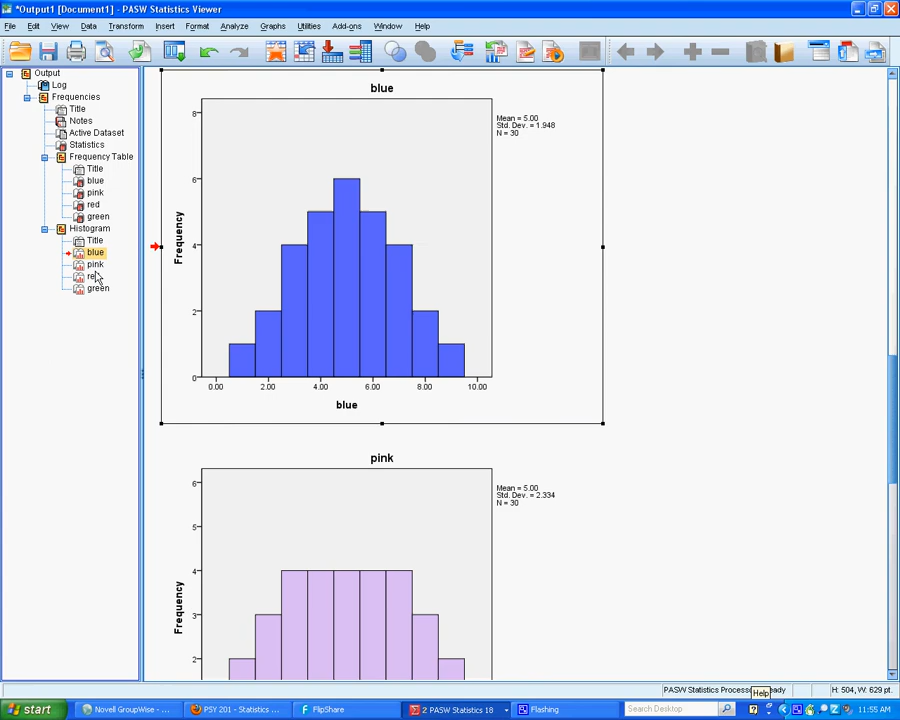 *Output1 [Document1] - PASW Statistics Viewer
File Edit View Data Transform Insert Format Analyze Graphs Utilities Add-ons Window Help
Output
Log
Frequencies
Title
Notes
Active Dataset
Statistics
Frequency Table
Title
blue
pink
red
green
Histogram
Title
blue
pink
green
blue
Mean = 5.00
Std. Dev. = 1.948
N = 30
Frequency
8
6
4
2
0
0.00 2.00 4.00 6.00 8.00 10.00
blue
pink
Mean = 5.00
Std. Dev. = 2.334
N = 30
Frequency
6
5
4
3
2
PASW Statistics Process
eady
H: 504, W: 629 pt.
Help
start
Novell GroupWise - ...
PSY 201 - Statistics ...
FlipShare
2 PASW Statistics 18
Flashing
Search Desktop
11:55 AM